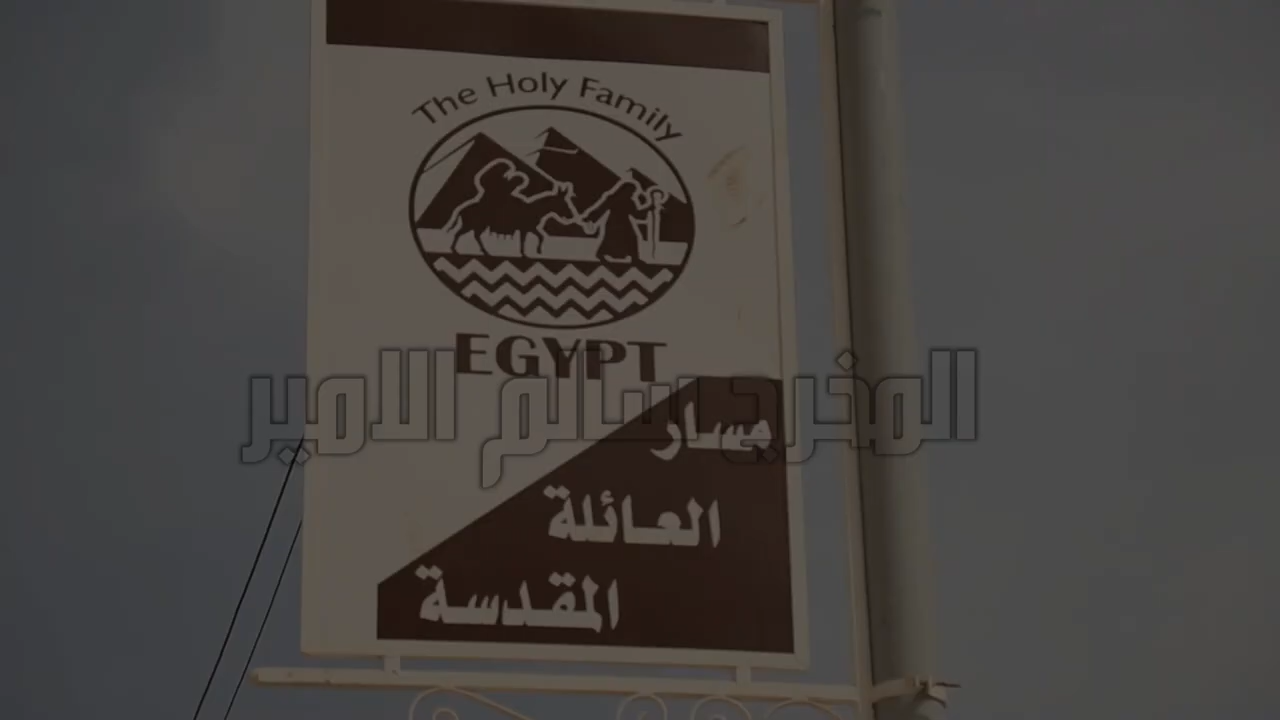 The Holy Family
EGYPT
المخرج سالم الامير
مسار
العائلة
المقدسة